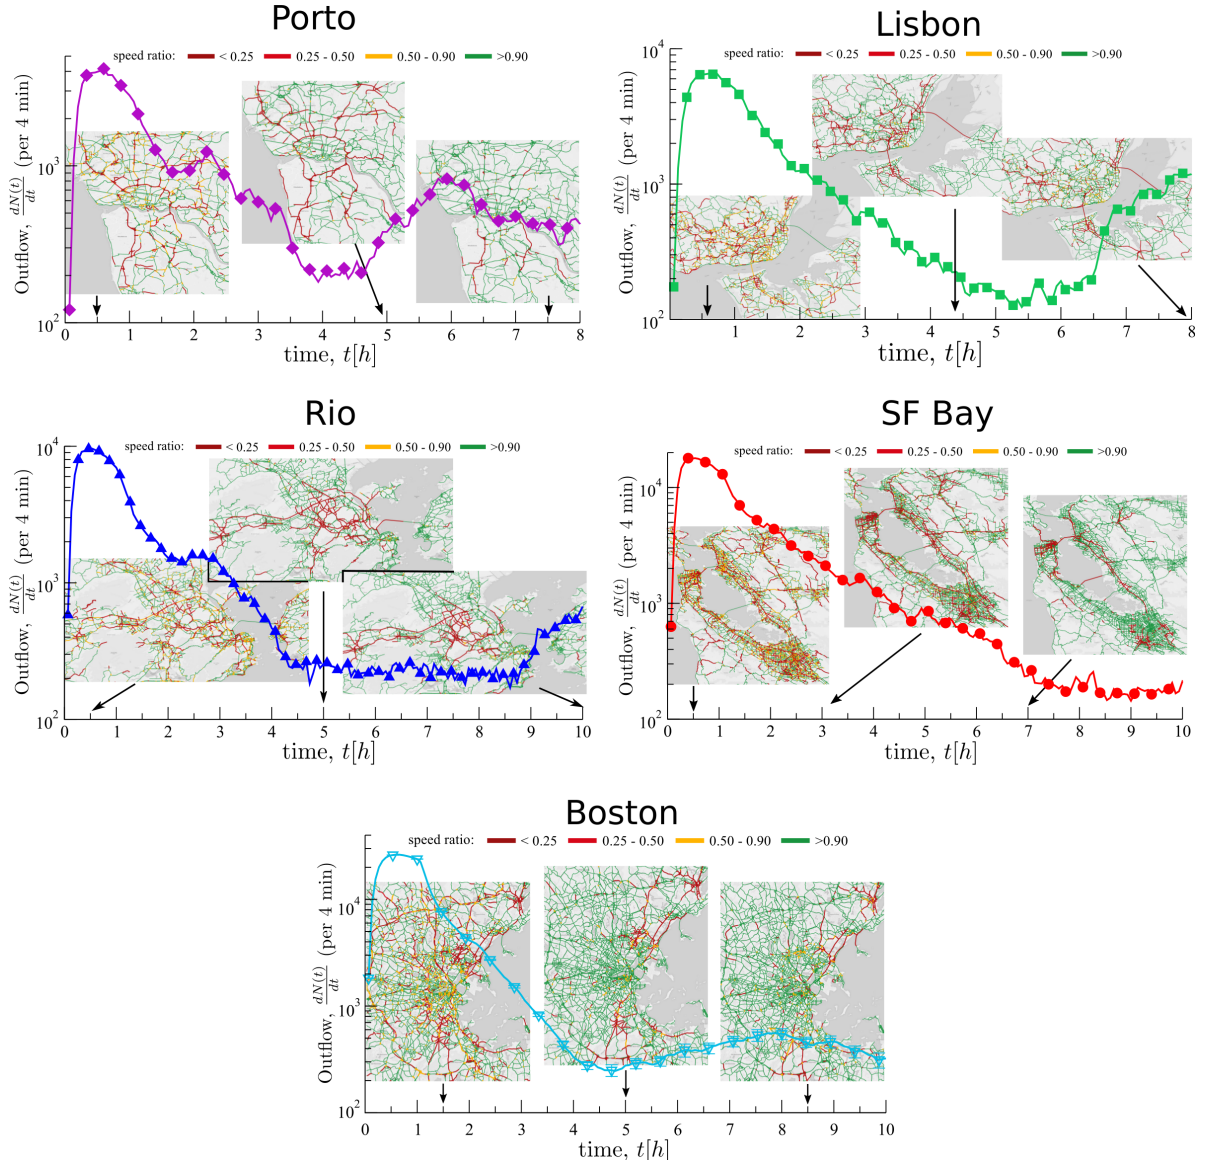 Porto
speed ratio: < 0.25 0.25 - 0.50 0.50 - 0.90 >0.90
Outflow, dN(t)/dt (per 4 min)
10^3
10^2
0 1 2 3 4 5 6 7 8
time, t[h]
Lisbon
speed ratio: < 0.25 0.25 - 0.50 0.50 - 0.90 >0.90
Outflow, dN(t)/dt (per 4 min)
10^4
10^3
10^2
1 2 3 4 5 6 7 8
time, t[h]
Rio
speed ratio: < 0.25 0.25 - 0.50 0.50 - 0.90 >0.90
Outflow, dN(t)/dt (per 4 min)
10^4
10^3
10^2
0 1 2 3 4 5 6 7 8 9 10
time, t[h]
SF Bay
speed ratio: < 0.25 0.25 - 0.50 0.50 - 0.90 >0.90
Outflow, dN(t)/dt (per 4 min)
10^4
10^3
10^2
0 1 2 3 4 5 6 7 8 9 10
time, t[h]
Boston
speed ratio: < 0.25 0.25 - 0.50 0.50 - 0.90 >0.90
Outflow, dN(t)/dt (per 4 min)
10^4
10^3
10^2
0 1 2 3 4 5 6 7 8 9 10
time, t[h]